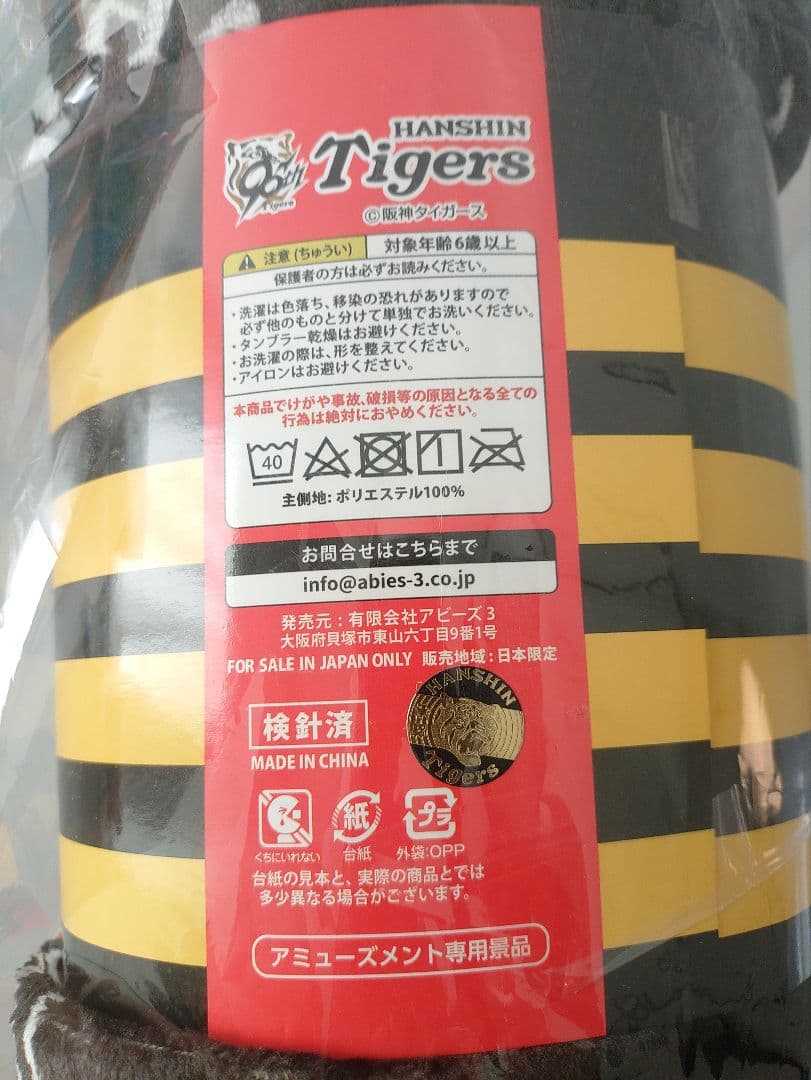 HANSHIN
90th
Tigers
Tigers
©阪神タイガース
注意(ちゅうい)
対象年齢6歳以上
保護者の方は必ずお読みください。
・洗濯は色落ち、移染の恐れがありますので
必ず他のものと分けて単独でお洗いください。
・タンブラー乾燥はお避けください。
・お洗濯の際は、形を整えてください。
・アイロンはお避けください。
本商品でけがや事故、破損等の原因となる全ての
行為は絶対におやめください。
40
主側地: ポリエステル100%
お問合せはこちらまで
info@abies-3.co.jp
発売元:有限会社アビーズ3
大阪府貝塚市東山六丁目9番1号
FOR SALE IN JAPAN ONLY 販売地域:日本限定
HANSHIN
Tigers
検針済
MADE IN CHINA
紙
プラ
くちにいれない
台紙
外袋:OPP
台紙の見本と、実際の商品とでは
多少異なる場合がございます。
アミューズメント専用景品